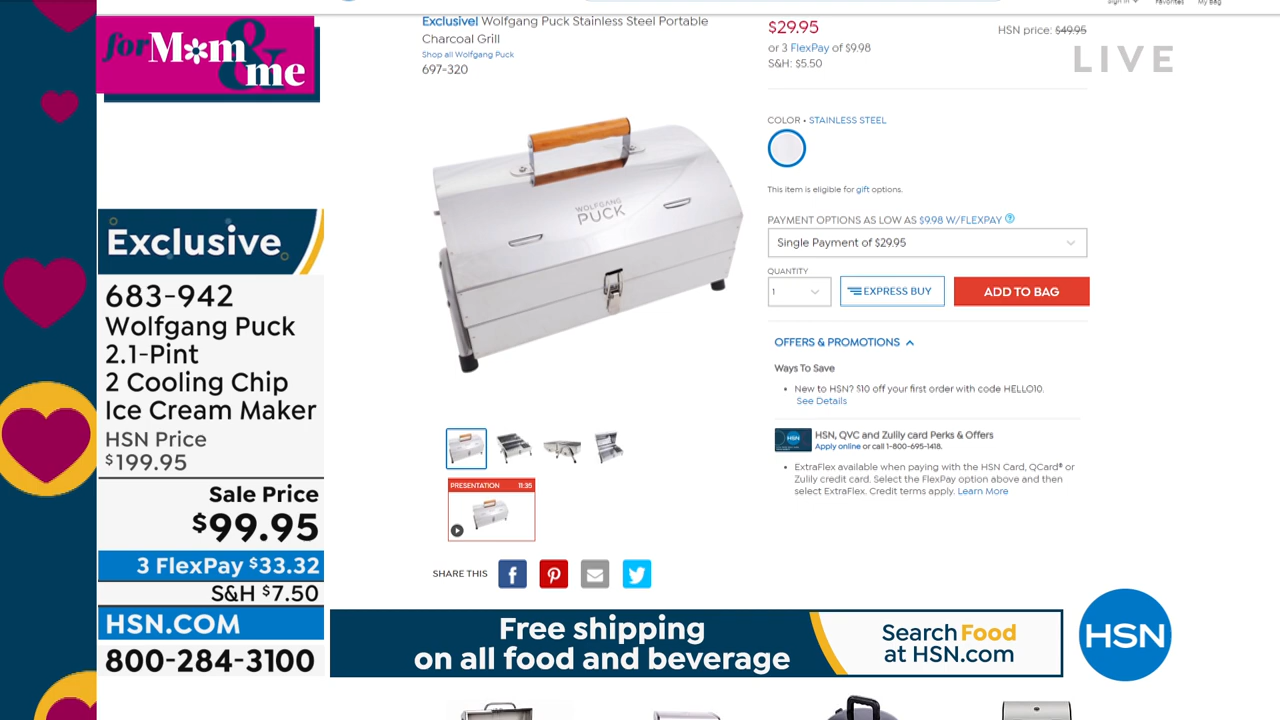 Sign In
Favorites
My Bag
for Mom
& me
Exclusive
683-942
Wolfgang Puck
2.1-Pint
2 Cooling Chip
Ice Cream Maker
HSN Price
$199.95
Sale Price
$99.95
3 FlexPay $33.32
S&H $7.50
HSN.COM
800-284-3100
Exclusive! Wolfgang Puck Stainless Steel Portable
Charcoal Grill
Shop all Wolfgang Puck
697-320
WOLFGANG
PUCK
PRESENTATION 11:35
SHARE THIS
$29.95
HSN price: $49.95
or 3 FlexPay of $9.98
S&H: $5.50
LIVE
COLOR • STAINLESS STEEL
This item is eligible for gift options.
PAYMENT OPTIONS AS LOW AS $9.98 W/FLEXPAY ?
Single Payment of $29.95
QUANTITY
1
EXPRESS BUY
ADD TO BAG
OFFERS & PROMOTIONS
Ways To Save
• New to HSN? $10 off your first order with code HELLO10.
See Details
HSN
HSN, QVC and Zulily card Perks & Offers
Apply online or call 1-800-695-1418.
• ExtraFlex available when paying with the HSN Card, QCard® or
Zulily credit card. Select the FlexPay option above and then
select ExtraFlex. Credit terms apply. Learn More
Free shipping
on all food and beverage
Search Food
at HSN.com
HSN